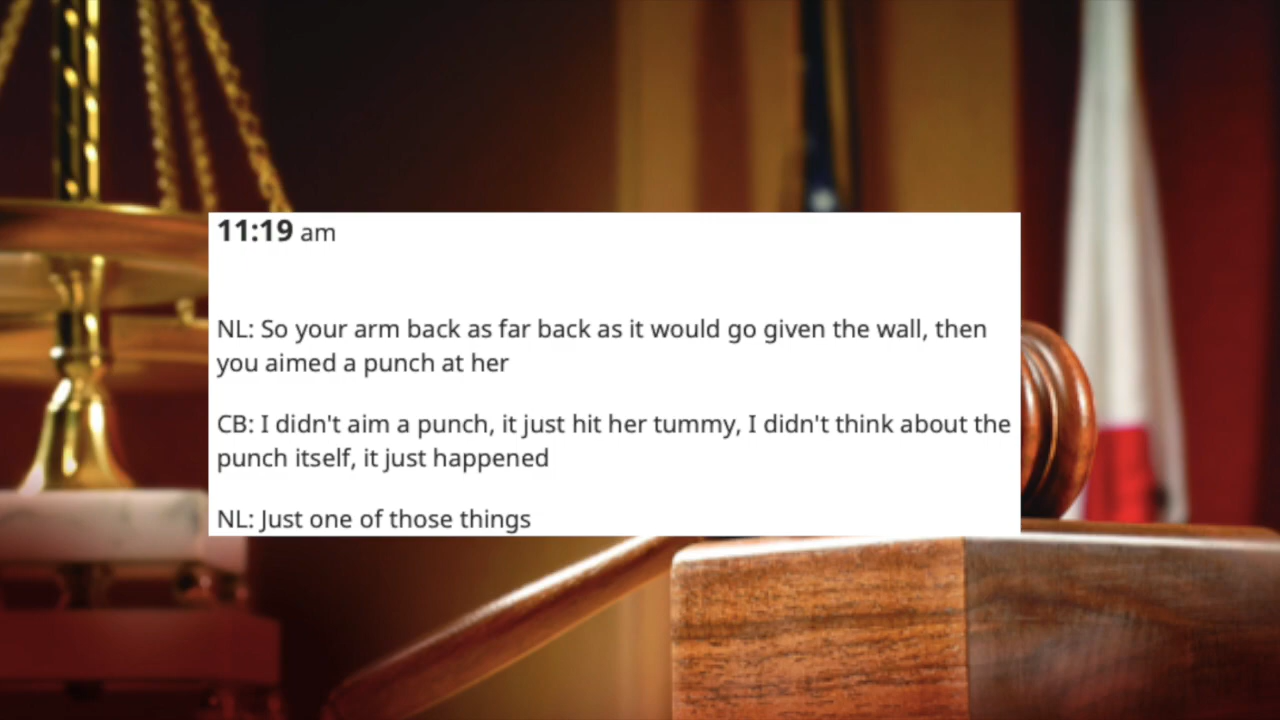 11:19 am
NL: So your arm back as far back as it would go given the wall, then
you aimed a punch at her
CB: I didn't aim a punch, it just hit her tummy, I didn't think about the
punch itself, it just happened
NL: Just one of those things